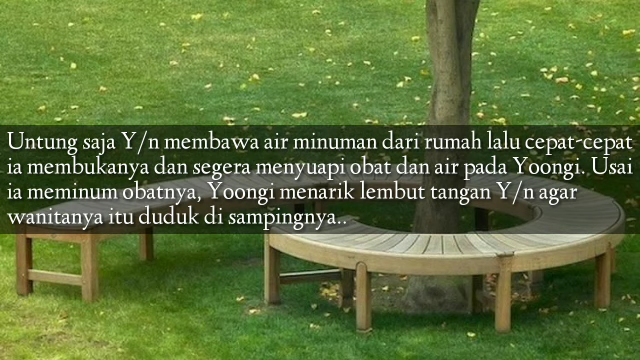 Untung saja Y/n membawa air minuman dari rumah lalu cepat-cepat
ia membukanya dan segera menyuapi obat dan air pada Yoongi. Usai
ia meminum obatnya, Yoongi menarik lembut tangan Y/n agar
wanitanya itu duduk di sampingnya..